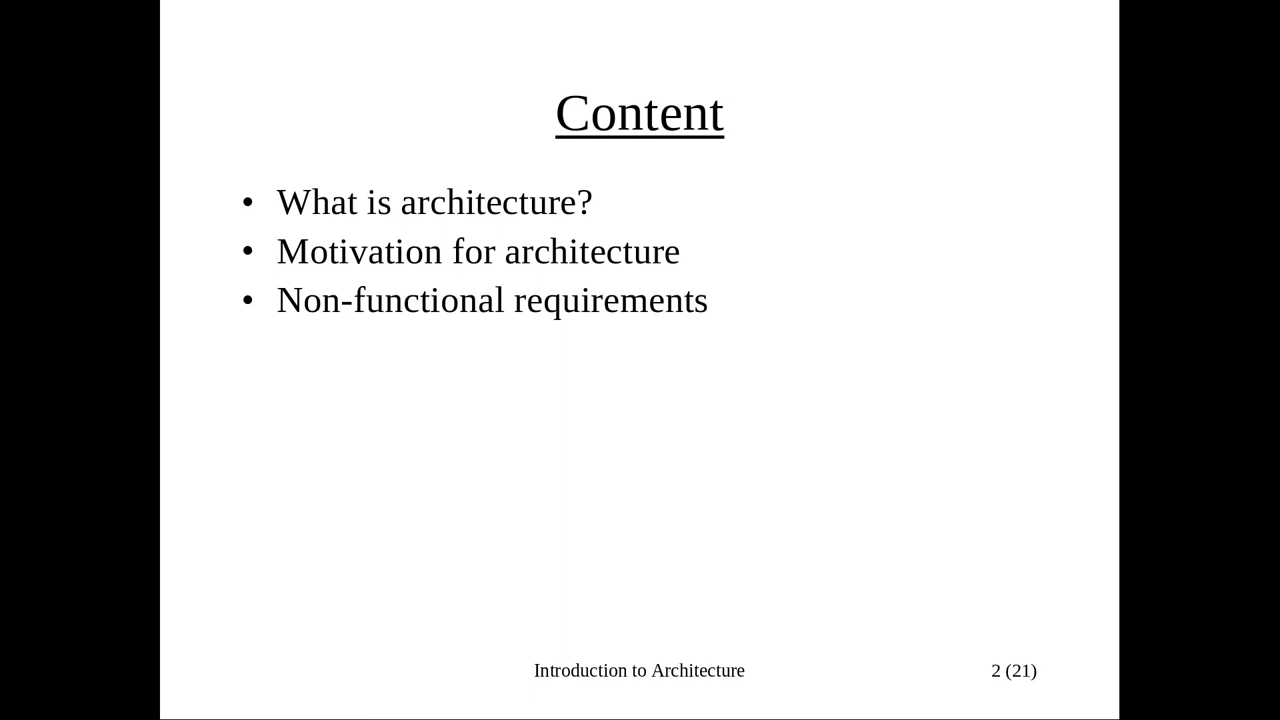 Content
• What is architecture?
• Motivation for architecture
• Non-functional requirements
Introduction to Architecture
2 (21)